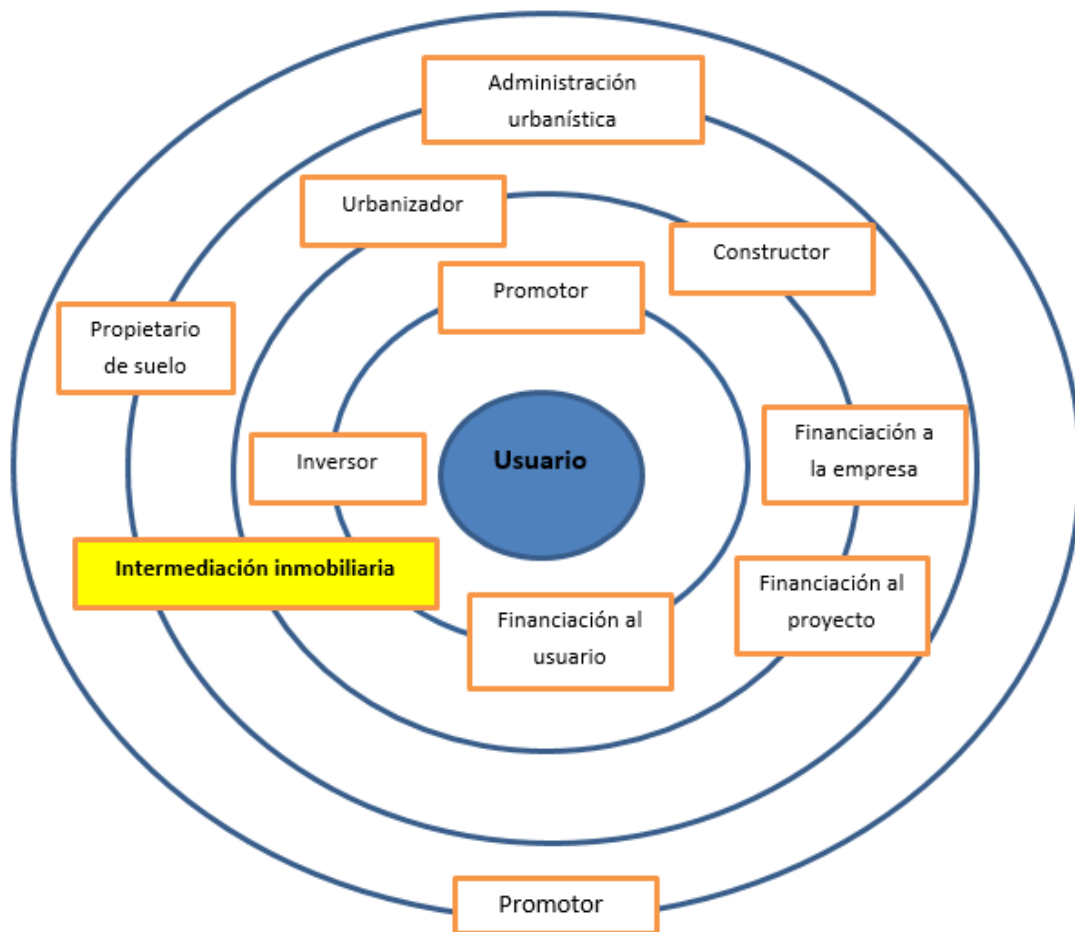 Administración
urbanística
Urbanizador
Constructor
Promotor
Propietario
de suelo
Inversor
Usuario
Financiación a
la empresa
Intermediación inmobiliaria
Financiación al
proyecto
Financiación al
usuario
Promotor